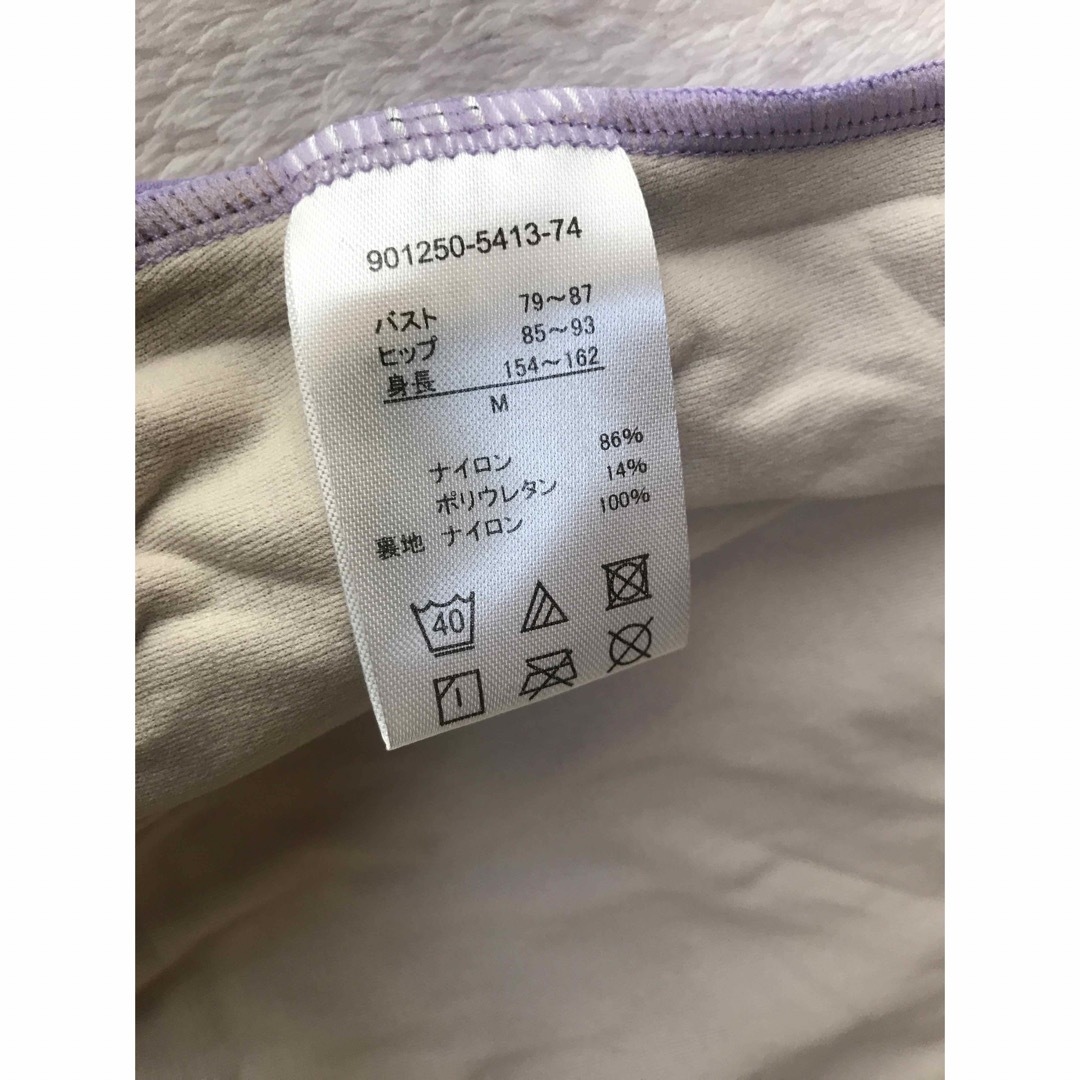 901250-5413-74
バスト 79～87
ヒップ 85～93
身長 154～162
M
ナイロン 86%
ポリウレタン 14%
裏地 ナイロン 100%
40